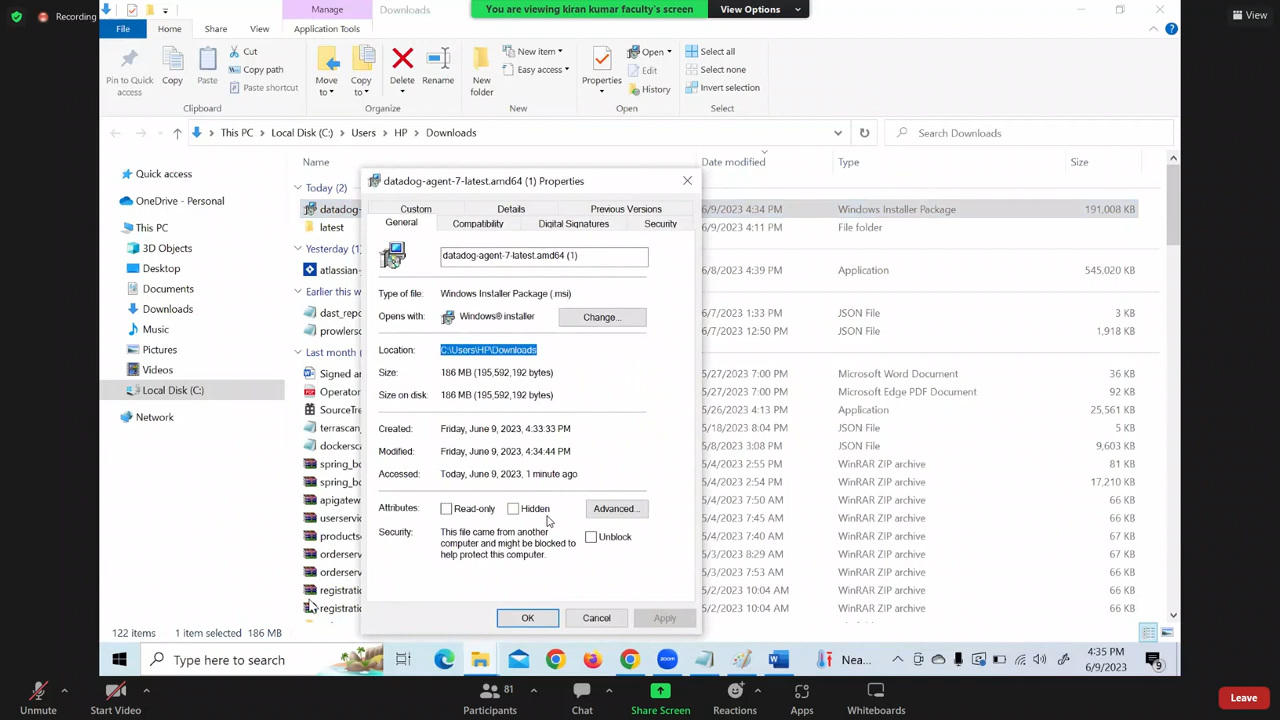 Recording
Manage
Downloads
You are viewing kiran kumar faculty's screen
View Options
View
File
Home
Share
View
Application Tools
Pin to Quick access
Copy
Paste
Cut
Copy path
Paste shortcut
Clipboard
Move to
Copy to
Delete
Rename
Organize
New folder
New item
Easy access
New
Properties
Open
Edit
History
Open
Select all
Select none
Invert selection
Select
This PC > Local Disk (C:) > Users > HP > Downloads
Search Downloads
Name
Date modified
Type
Size
Quick access
OneDrive - Personal
This PC
3D Objects
Desktop
Documents
Downloads
Music
Pictures
Videos
Local Disk (C:)
Network
Today (2)
datadog- 6/9/2023 4:34 PM Windows Installer Package 191,008 KB
latest 6/9/2023 4:11 PM File folder
Yesterday (1)
atlassian- 6/8/2023 4:39 PM Application 545,020 KB
Earlier this w
dast_repo 6/7/2023 1:33 PM JSON File 3 KB
prowlersc 6/7/2023 12:50 PM JSON File 1,918 KB
Last month (
Signed ar 5/27/2023 7:00 PM Microsoft Word Document 36 KB
Operator 5/27/2023 7:00 PM Microsoft Edge PDF Document 92 KB
SourceTre 5/26/2023 4:13 PM Application 25,561 KB
terrascan 5/18/2023 8:04 PM JSON File 5 KB
dockersca 5/8/2023 3:08 PM JSON File 9,603 KB
spring_bo 5/4/2023 2:55 PM WinRAR ZIP archive 81 KB
spring_bo 5/4/2023 2:55 PM WinRAR ZIP archive 17,210 KB
apigatew 5/4/2023 7:50 AM WinRAR ZIP archive 66 KB
userservic 5/4/2023 7:45 AM WinRAR ZIP archive 66 KB
products 5/4/2023 7:40 AM WinRAR ZIP archive 67 KB
orderserv 5/3/2023 8:29 AM WinRAR ZIP archive 67 KB
orderserv 5/3/2023 7:53 AM WinRAR ZIP archive 66 KB
registratio 5/2/2023 10:04 AM WinRAR ZIP archive 66 KB
registratio 5/2/2023 10:04 AM WinRAR ZIP archive 66 KB
datadog-agent-7-latest.amd64 (1) Properties
Custom
Details
Previous Versions
General
Compatibility
Digital Signatures
Security
datadog-agent-7-latest.amd64 (1)
Type of file: Windows Installer Package (.msi)
Opens with: Windows® installer Change...
Location: C:\Users\HP\Downloads
Size: 186 MB (195,592,192 bytes)
Size on disk: 186 MB (195,592,192 bytes)
Created: Friday, June 9, 2023, 4:33:33 PM
Modified: Friday, June 9, 2023, 4:34:44 PM
Accessed: Today, June 9, 2023, 1 minute ago
Attributes: Read-only Hidden Advanced...
Security: This file came from another
computer and might be blocked to
help protect this computer.
Unblock
OK
Cancel
Apply
122 items
1 item selected 186 MB
Type here to search
Nea...
4:35 PM
6/9/2023
9
Unmute
Start Video
81
Participants
Chat
Share Screen
Reactions
Apps
Whiteboards
Leave